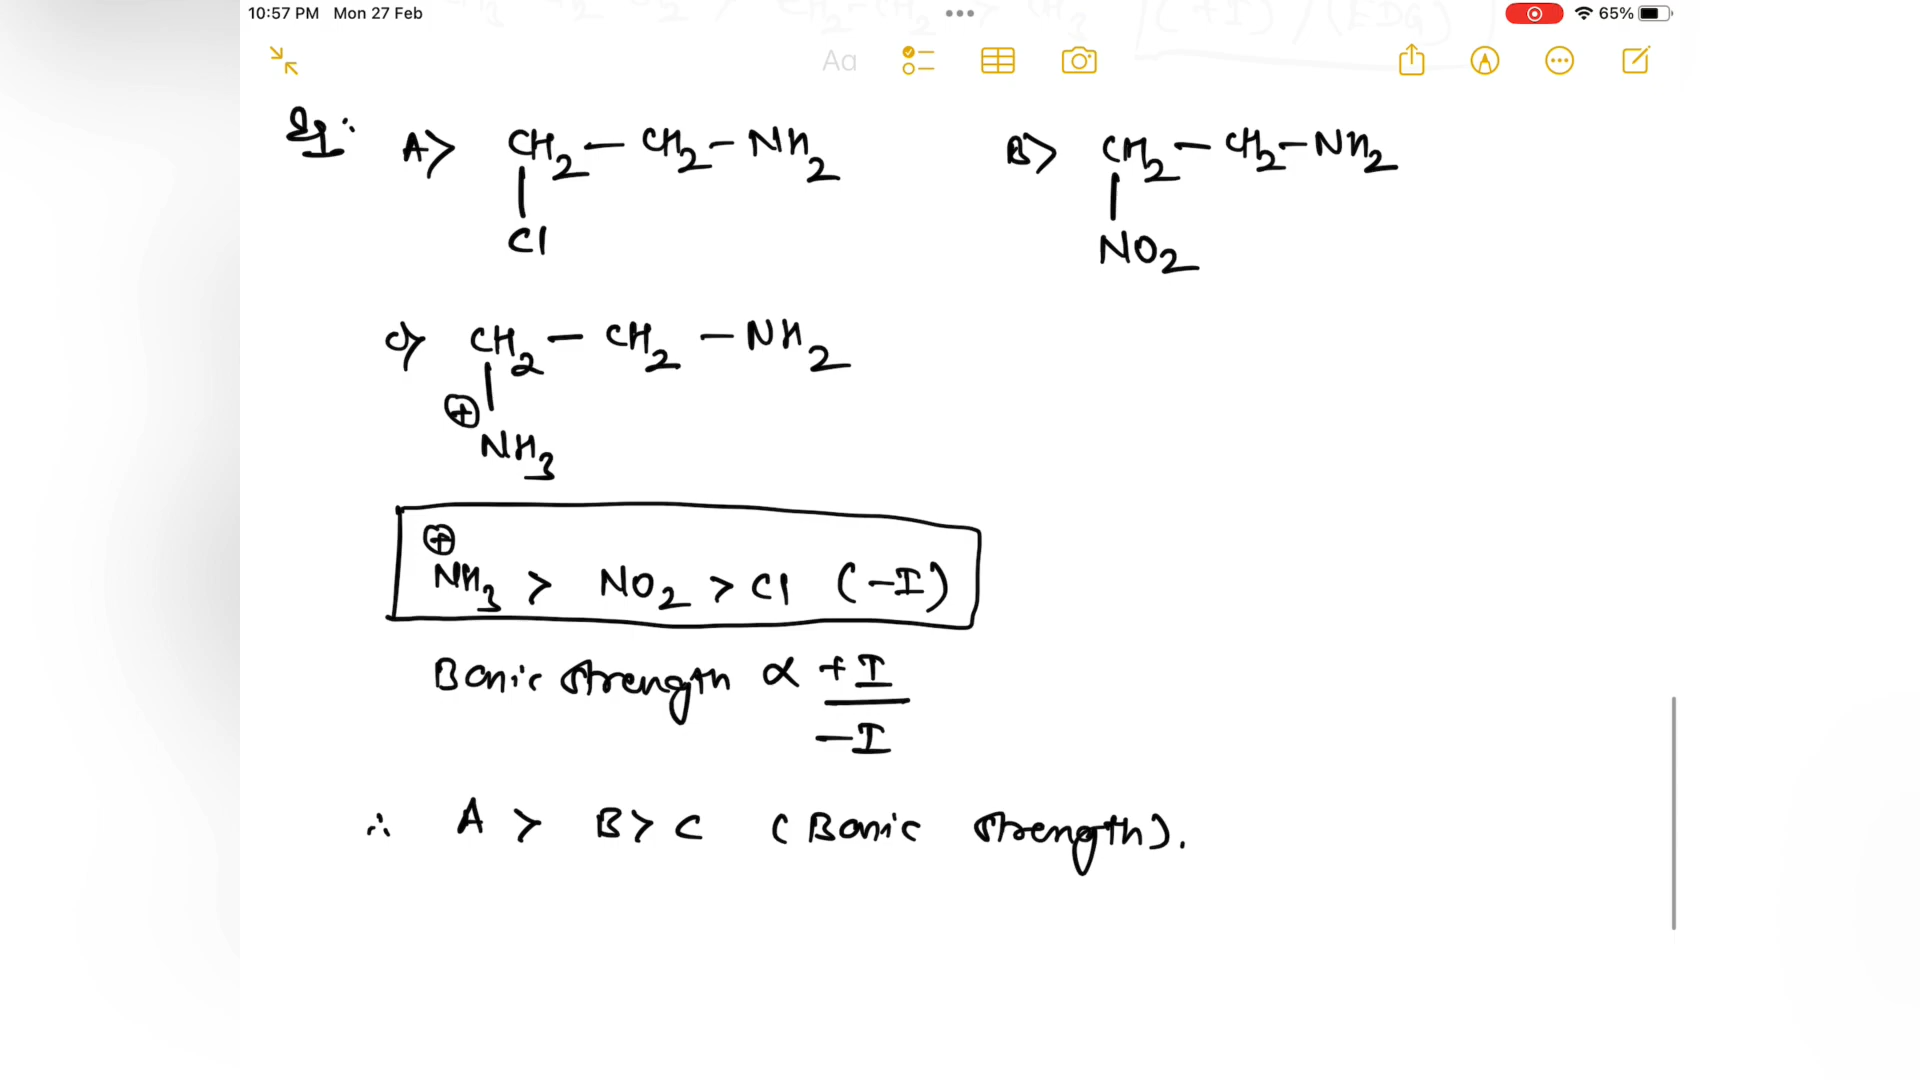 10:57 PM Mon 27 Feb 65%
Aa
Eg: A> CH2 - CH2 - NH2 B> CH2 - CH2 - NH2
Cl NO2
C> CH2 - CH2 - NH2
⊕
NH3
⊕
NH3 > NO2 > Cl (-I)
Basic strength ∝ +I
-I
∴ A > B > C (Basic strength).